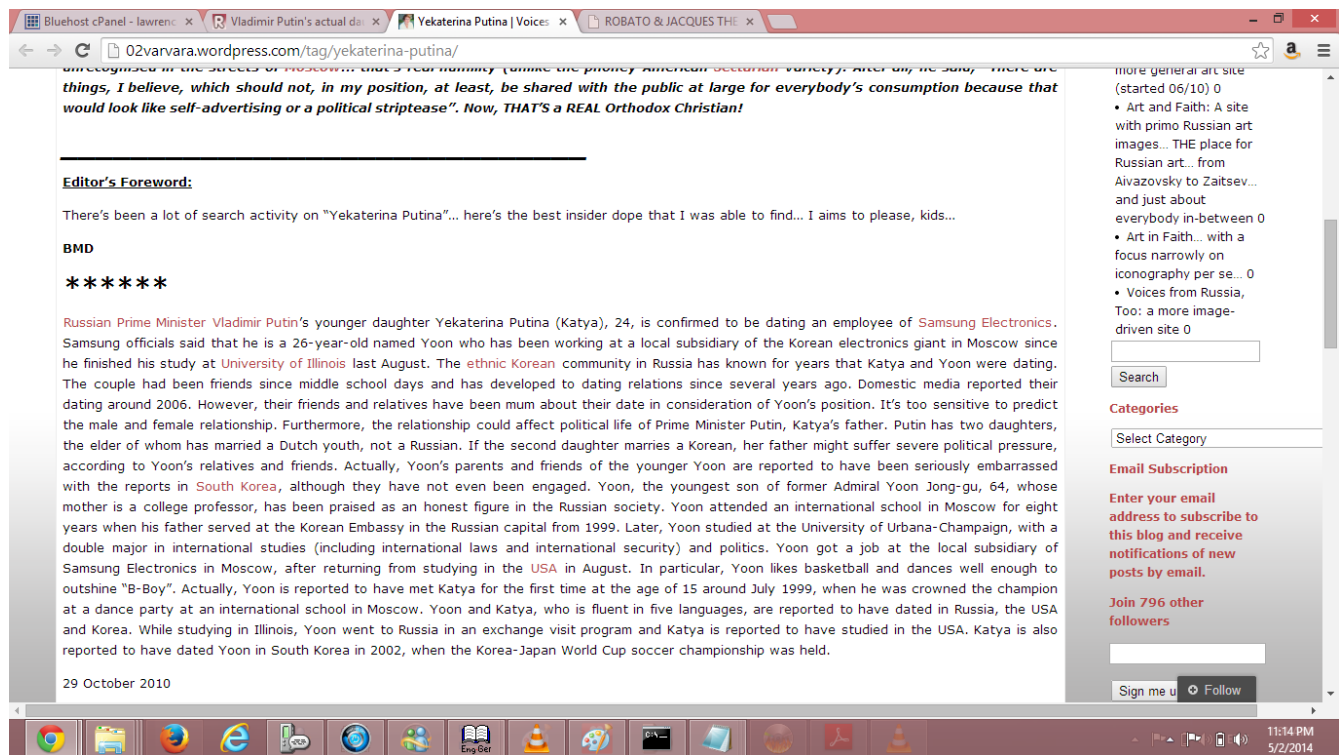 Bluehost cPanel - lawrenc
Vladimir Putin's actual da
Yekaterina Putina | Voices
ROBATO & JACQUES THE
02varvara.wordpress.com/tag/yekaterina-putina/
unrecognised in the streets of Moscow... that's real humility (unlike the phoney American Sectarian variety). After all, he said, "There are
things, I believe, which should not, in my position, at least, be shared with the public at large for everybody's consumption because that
would look like self-advertising or a political striptease". Now, THAT'S a REAL Orthodox Christian!
Editor's Foreword:
There's been a lot of search activity on "Yekaterina Putina"... here's the best insider dope that I was able to find... I aims to please, kids...
BMD
******
Russian Prime Minister Vladimir Putin's younger daughter Yekaterina Putina (Katya), 24, is confirmed to be dating an employee of Samsung Electronics.
Samsung officials said that he is a 26-year-old named Yoon who has been working at a local subsidiary of the Korean electronics giant in Moscow since
he finished his study at University of Illinois last August. The ethnic Korean community in Russia has known for years that Katya and Yoon were dating.
The couple had been friends since middle school days and has developed to dating relations since several years ago. Domestic media reported their
dating around 2006. However, their friends and relatives have been mum about their date in consideration of Yoon's position. It's too sensitive to predict
the male and female relationship. Furthermore, the relationship could affect political life of Prime Minister Putin, Katya's father. Putin has two daughters,
the elder of whom has married a Dutch youth, not a Russian. If the second daughter marries a Korean, her father might suffer severe political pressure,
according to Yoon's relatives and friends. Actually, Yoon's parents and friends of the younger Yoon are reported to have been seriously embarrassed
with the reports in South Korea, although they have not even been engaged. Yoon, the youngest son of former Admiral Yoon Jong-gu, 64, whose
mother is a college professor, has been praised as an honest figure in the Russian society. Yoon attended an international school in Moscow for eight
years when his father served at the Korean Embassy in the Russian capital from 1999. Later, Yoon studied at the University of Urbana-Champaign, with a
double major in international studies (including international laws and international security) and politics. Yoon got a job at the local subsidiary of
Samsung Electronics in Moscow, after returning from studying in the USA in August. In particular, Yoon likes basketball and dances well enough to
outshine "B-Boy". Actually, Yoon is reported to have met Katya for the first time at the age of 15 around July 1999, when he was crowned the champion
at a dance party at an international school in Moscow. Yoon and Katya, who is fluent in five languages, are reported to have dated in Russia, the USA
and Korea. While studying in Illinois, Yoon went to Russia in an exchange visit program and Katya is reported to have studied in the USA. Katya is also
reported to have dated Yoon in South Korea in 2002, when the Korea-Japan World Cup soccer championship was held.
29 October 2010
more general art site
(started 06/10) 0
• Art and Faith: A site
with primo Russian art
images... THE place for
Russian art... from
Aivazovsky to Zaitsev...
and just about
everybody in-between 0
• Art in Faith... with a
focus narrowly on
iconography per se... 0
• Voices from Russia,
Too: a more image-
driven site 0
Search
Categories
Select Category
Email Subscription
Enter your email
address to subscribe to
this blog and receive
notifications of new
posts by email.
Join 796 other
followers
Sign me u
Follow
Eng Ger
11:14 PM
5/2/2014